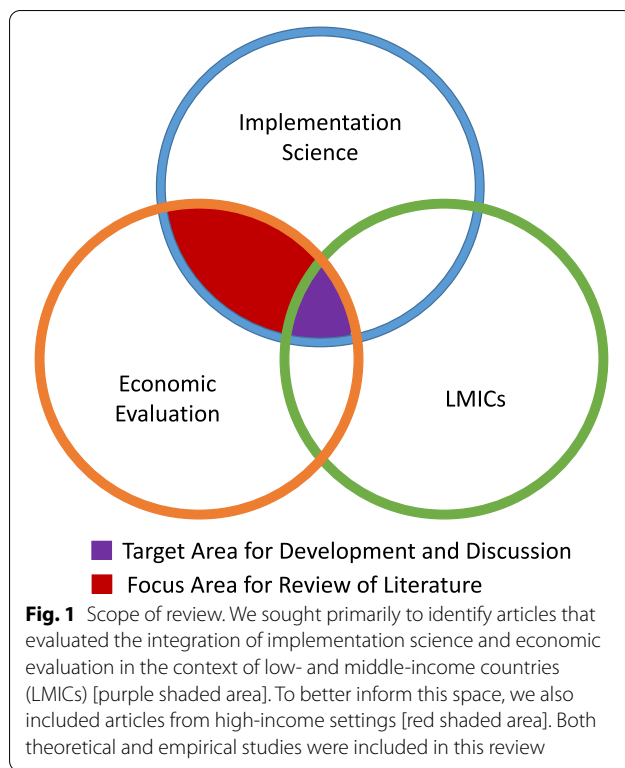 Implementation
Science
Economic
Evaluation
LMICs
Target Area for Development and Discussion
Focus Area for Review of Literature
Fig. 1 Scope of review. We sought primarily to identify articles that
evaluated the integration of implementation science and economic
evaluation in the context of low- and middle-income countries
(LMICs) [purple shaded area]. To better inform this space, we also
included articles from high-income settings [red shaded area]. Both
theoretical and empirical studies were included in this review